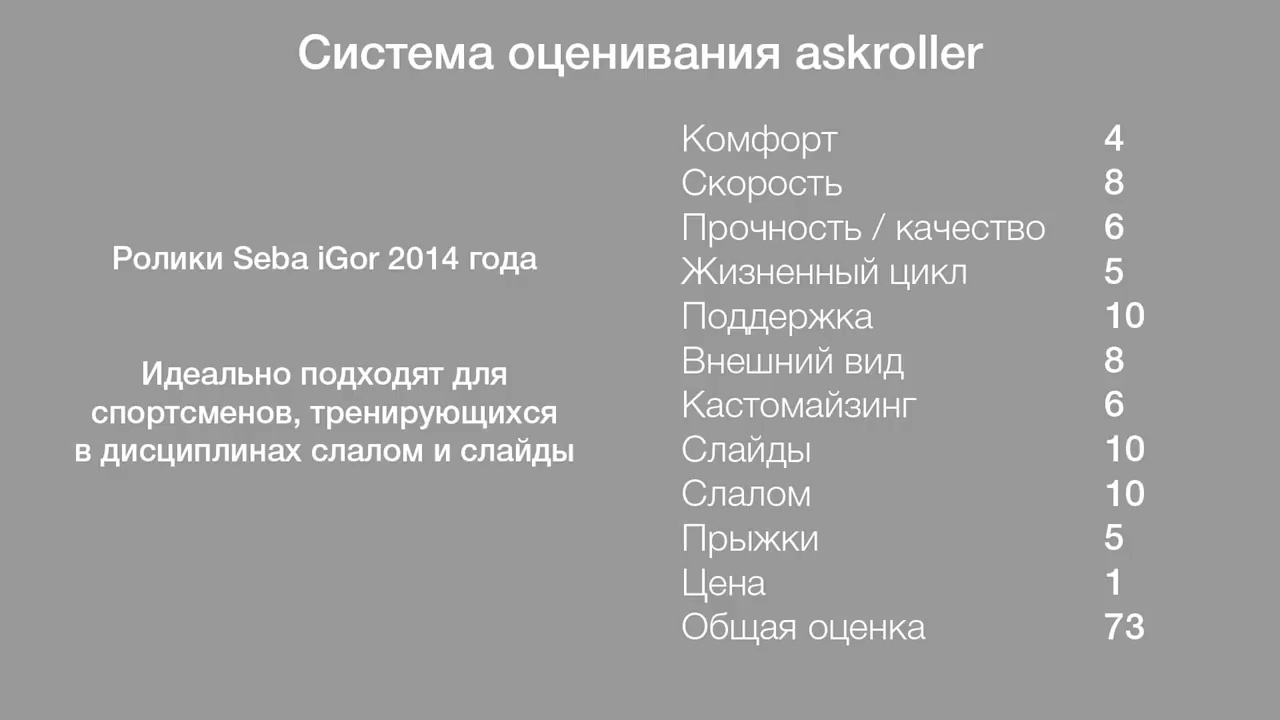 Система оценивания askroller
Ролики Seba iGor 2014 года
Идеально подходят для
спортсменов, тренирующихся
в дисциплинах слалом и слайды
Комфорт 4
Скорость 8
Прочность / качество 6
Жизненный цикл 5
Поддержка 10
Внешний вид 8
Кастомайзинг 6
Слайды 10
Слалом 10
Прыжки 5
Цена 1
Общая оценка 73